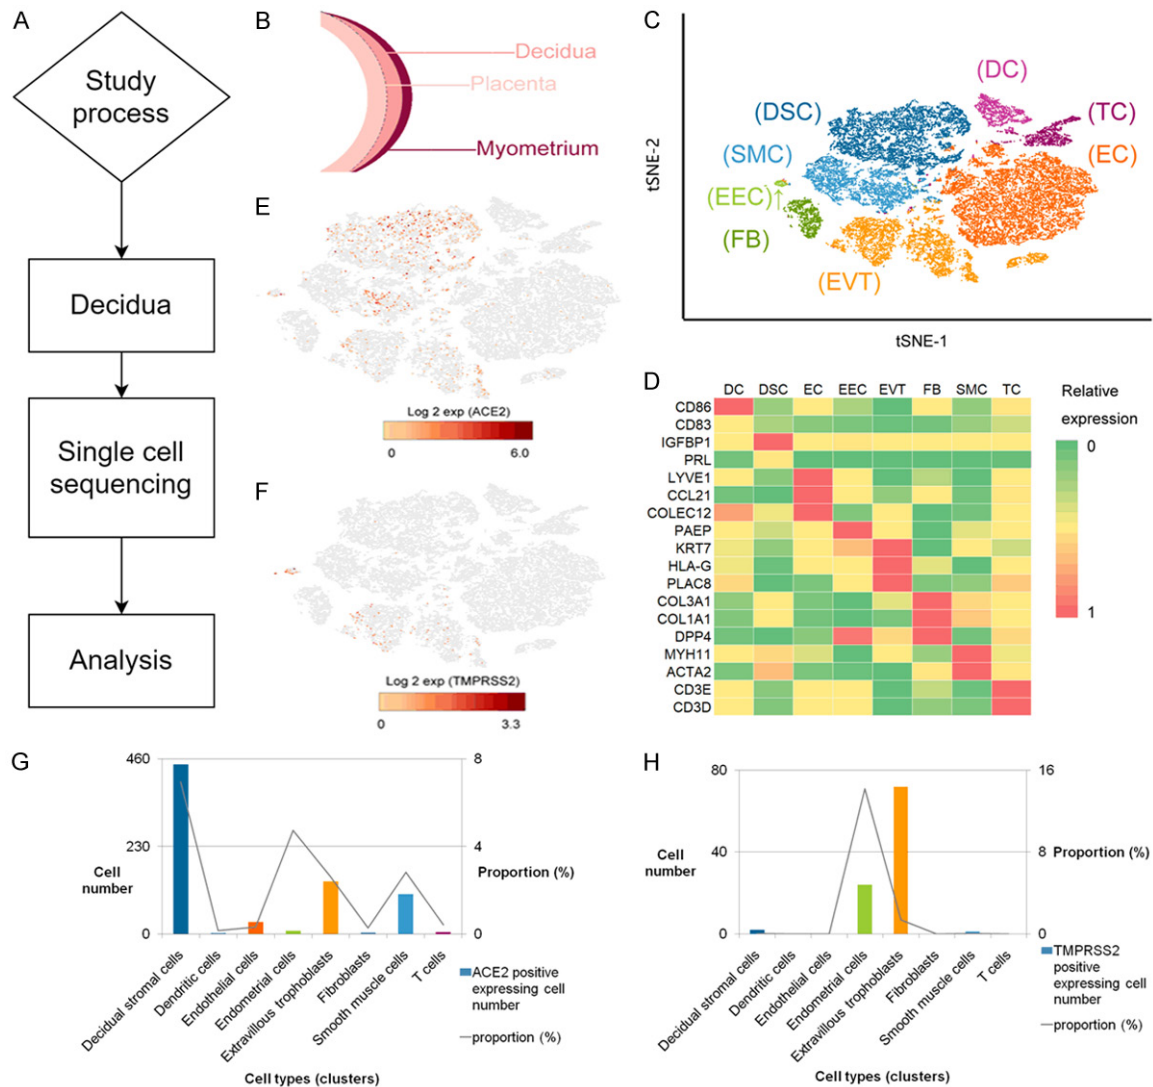 A
Study
process
Decidua
Single cell
sequencing
Analysis
B
Decidua
Placenta
Myometrium
C
tSNE-2
tSNE-1
(DC)
(DSC)
(TC)
(SMC)
(EC)
(EEC)↑
(FB)
(EVT)
E
Log 2 exp (ACE2)
0 6.0
F
Log 2 exp (TMPRSS2)
0 3.3
D
DC DSC EC EEC EVT FB SMC TC
CD86
CD83
IGFBP1
PRL
LYVE1
CCL21
COLEC12
PAEP
KRT7
HLA-G
PLAC8
COL3A1
COL1A1
DPP4
MYH11
ACTA2
CD3E
CD3D
Relative
expression
0
1
G
460
230
0
Cell
number
8
4
0
Proportion (%)
Decidual stromal cells
Dendritic cells
Endothelial cells
Endometrial cells
Extravillous trophoblasts
Fibroblasts
Smooth muscle cells
T cells
ACE2 positive
expressing cell
number
proportion (%)
Cell types (clusters)
H
80
40
0
Cell
number
16
8
0
Proportion (%)
Decidual stromal cells
Dendritic cells
Endothelial cells
Endometrial cells
Extravillous trophoblasts
Fibroblasts
Smooth muscle cells
T cells
TMPRSS2
positive
expressing cell
number
proportion (%)
Cell types (clusters)